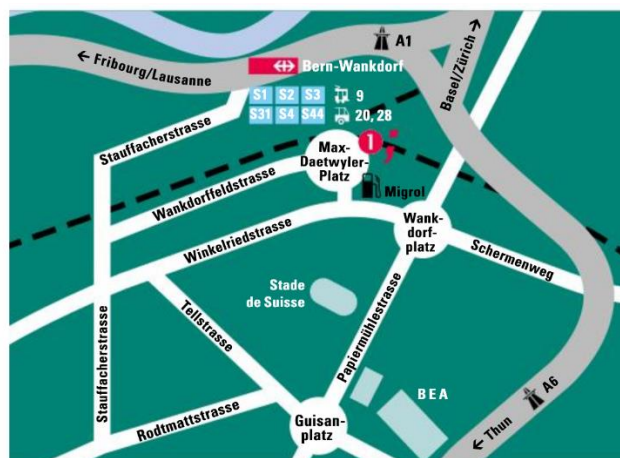 A1
← Fribourg/Lausanne
Basel/Zürich →
Bern-Wankdorf
S1 S2 S3 9
S31 S4 S44 20, 28
Stauffacherstrasse
1
Max-
Daetwyler-
Platz
Wankdorffeldstrasse
Migrol
Winkelriedstrasse
Wank-
dorf-
platz
Schermenweg
Stade
de Suisse
Tellstrasse
Papiermühlestrasse
Stauffacherstrasse
BEA
A6
← Thun
Rodtmattstrasse
Guisan-
platz